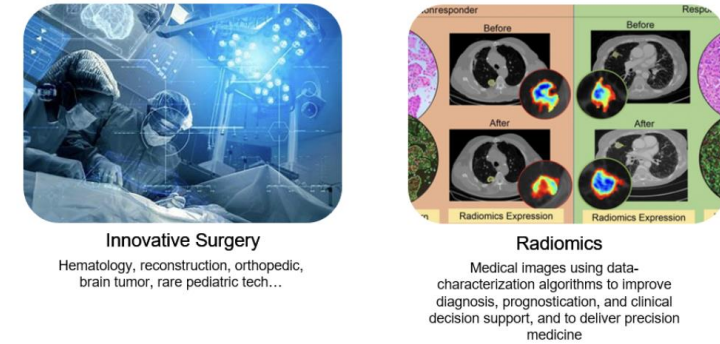 Innovative Surgery
Hematology, reconstruction, orthopedic,
brain tumor, rare pediatric tech…
Before
Before
After
After
Radiomics Expression
Radiomics Expression
Radiomics
Medical images using data-
characterization algorithms to improve
diagnosis, prognostication, and clinical
decision support, and to deliver precision
medicine